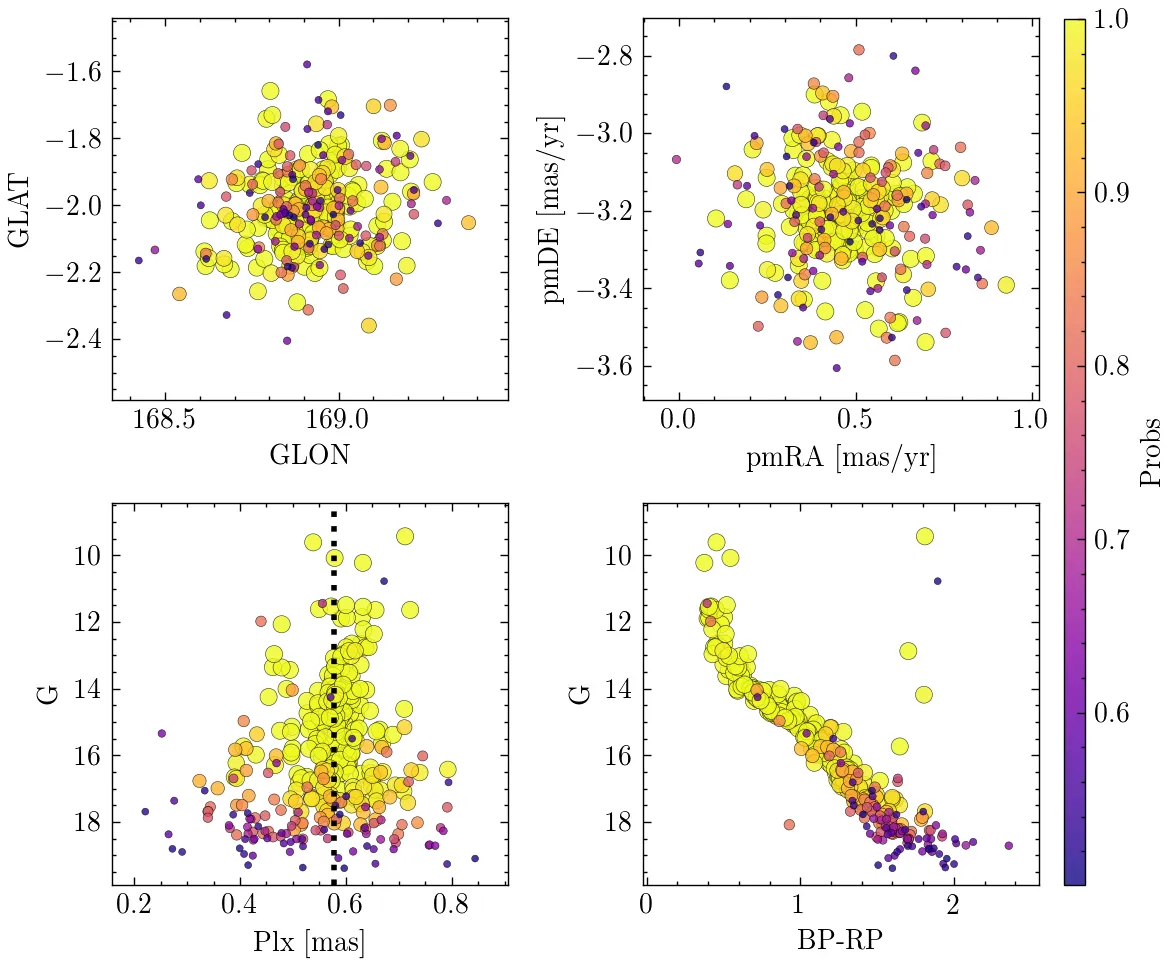 −1.6
−1.8
−2.0
−2.2
−2.4
GLAT
168.5 169.0
GLON
−2.8
−3.0
−3.2
−3.4
−3.6
pmDE [mas/yr]
0.0 0.5 1.0
pmRA [mas/yr]
10
12
14
16
18
G
0.2 0.4 0.6 0.8
Plx [mas]
10
12
14
16
18
G
0 1 2
BP-RP
1.0
0.9
0.8
0.7
0.6
Probs